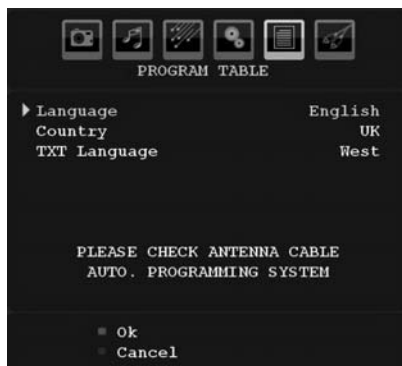 PROGRAM TABLE
Language English
Country UK
TXT Language West
PLEASE CHECK ANTENNA CABLE
AUTO. PROGRAMMING SYSTEM
Ok
Cancel